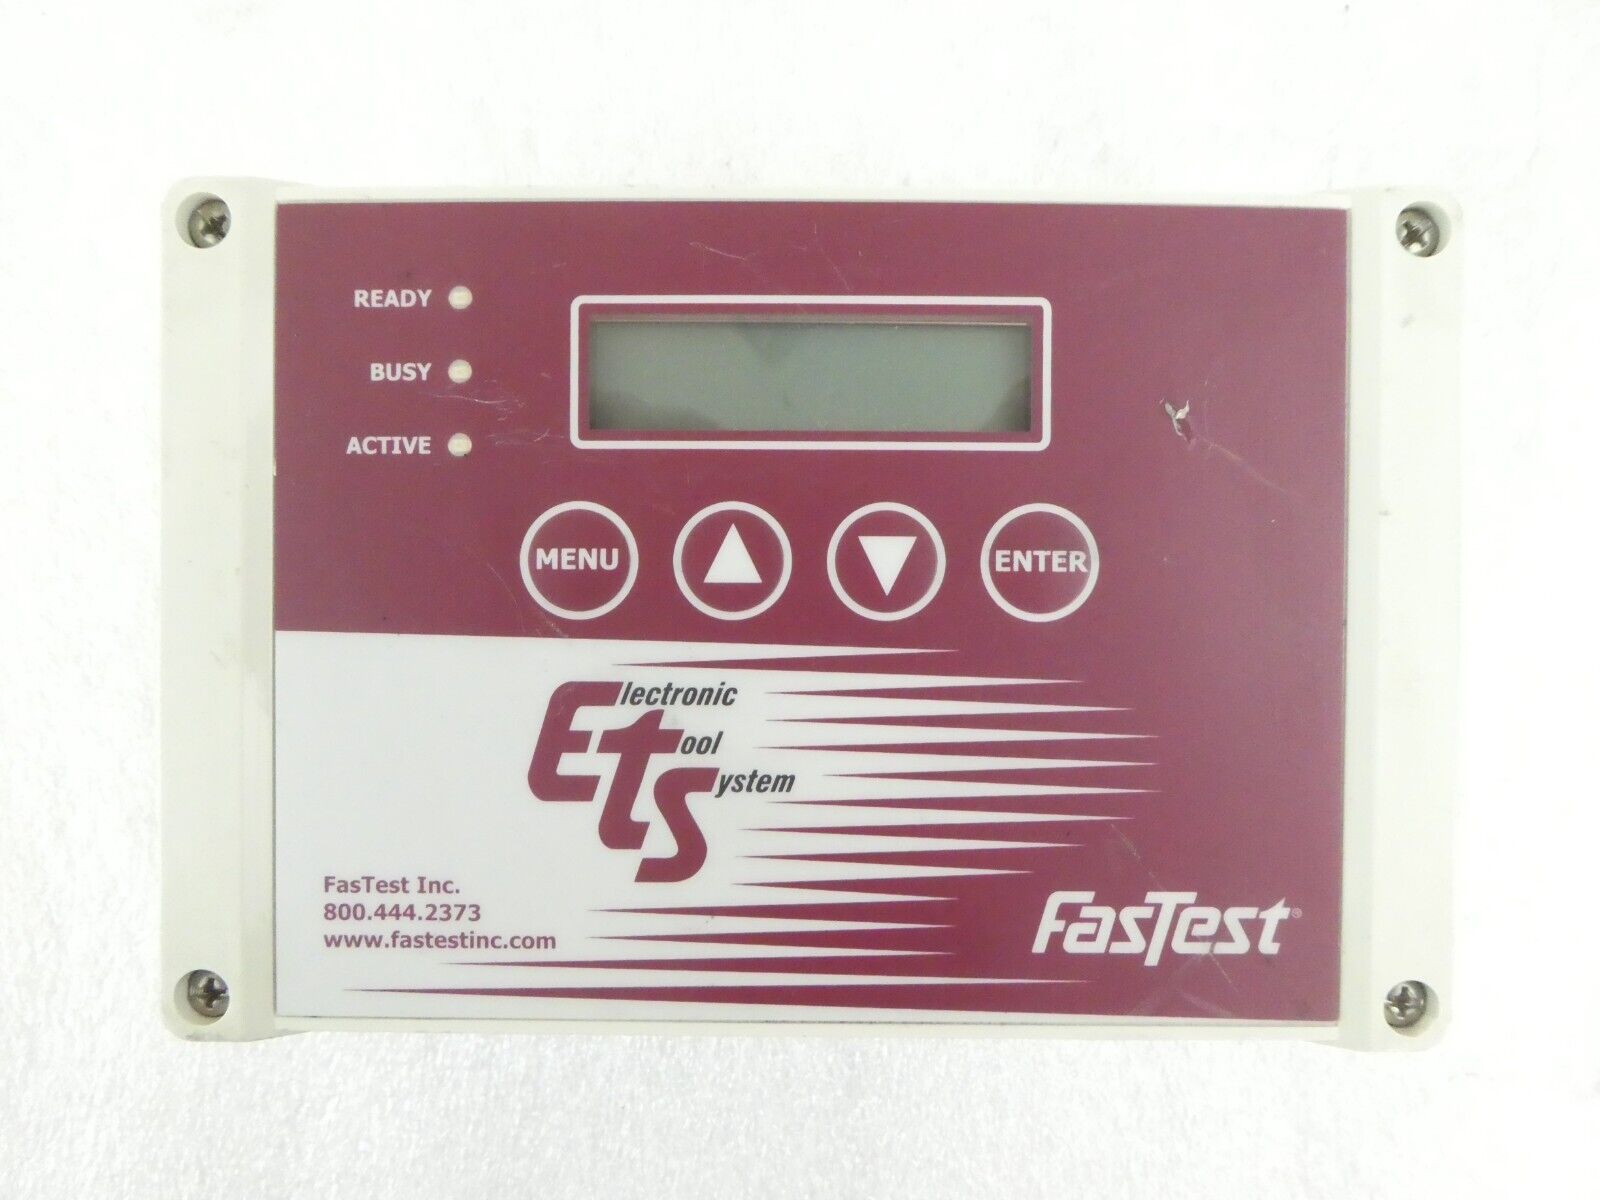 READY
BUSY
ACTIVE
MENU
ENTER
Electronic
tool
System
FasTest Inc.
800.444.2373
www.fastestinc.com
FasTest®